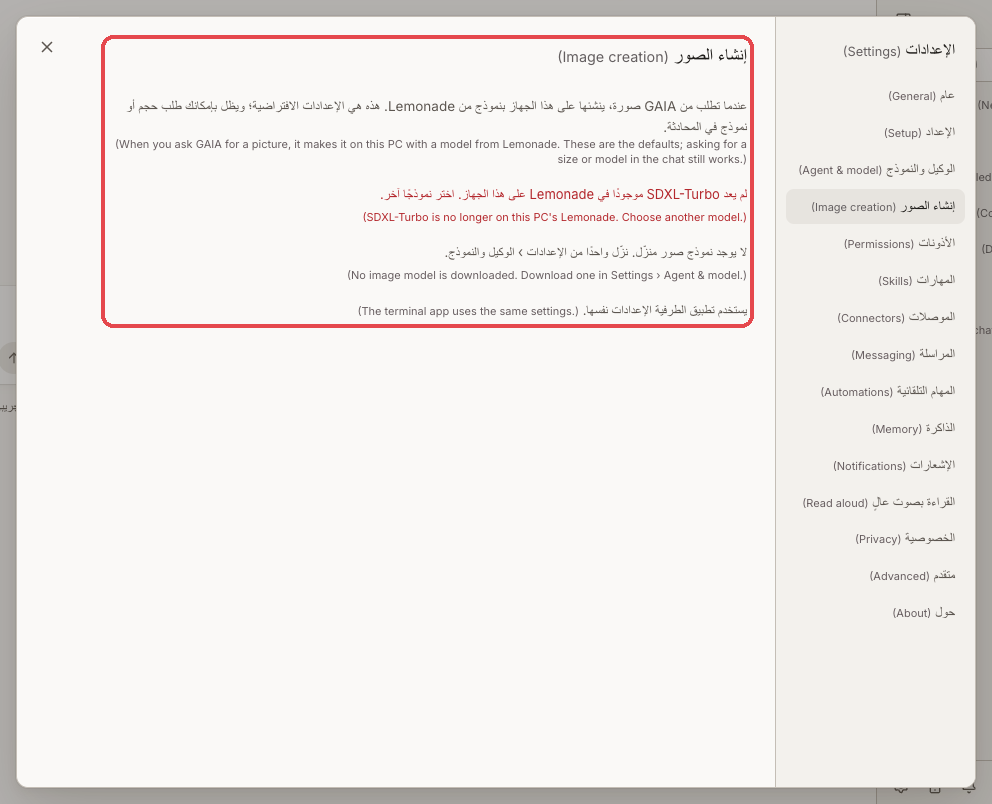 إنشاء الصور (Image creation)
عندما تطلب من GAIA صورة، ينشئها على هذا الجهاز بنموذج من Lemonade. هذه هي الإعدادات الافتراضية؛ ويظل بإمكانك طلب حجم أو
نموذج في المحادثة.
(When you ask GAIA for a picture, it makes it on this PC with a model from Lemonade. These are the defaults; asking for a
size or model in the chat still works.)
لم يعد SDXL-Turbo موجودًا في Lemonade على هذا الجهاز. اختر نموذجًا آخر.
(SDXL-Turbo is no longer on this PC's Lemonade. Choose another model.)
لا يوجد نموذج صور منزّل. نزّل واحدًا من الإعدادات › الوكيل والنموذج.
(No image model is downloaded. Download one in Settings › Agent & model.)
يستخدم تطبيق الطرفية الإعدادات نفسها. (The terminal app uses the same settings.)
الإعدادات (Settings)
عام (General)
الإعداد (Setup)
الوكيل والنموذج (Agent & model)
إنشاء الصور (Image creation)
الأذونات (Permissions)
المهارات (Skills)
الموصلات (Connectors)
المراسلة (Messaging)
المهام التلقائية (Automations)
الذاكرة (Memory)
الإشعارات (Notifications)
القراءة بصوت عالٍ (Read aloud)
الخصوصية (Privacy)
متقدم (Advanced)
حول (About)